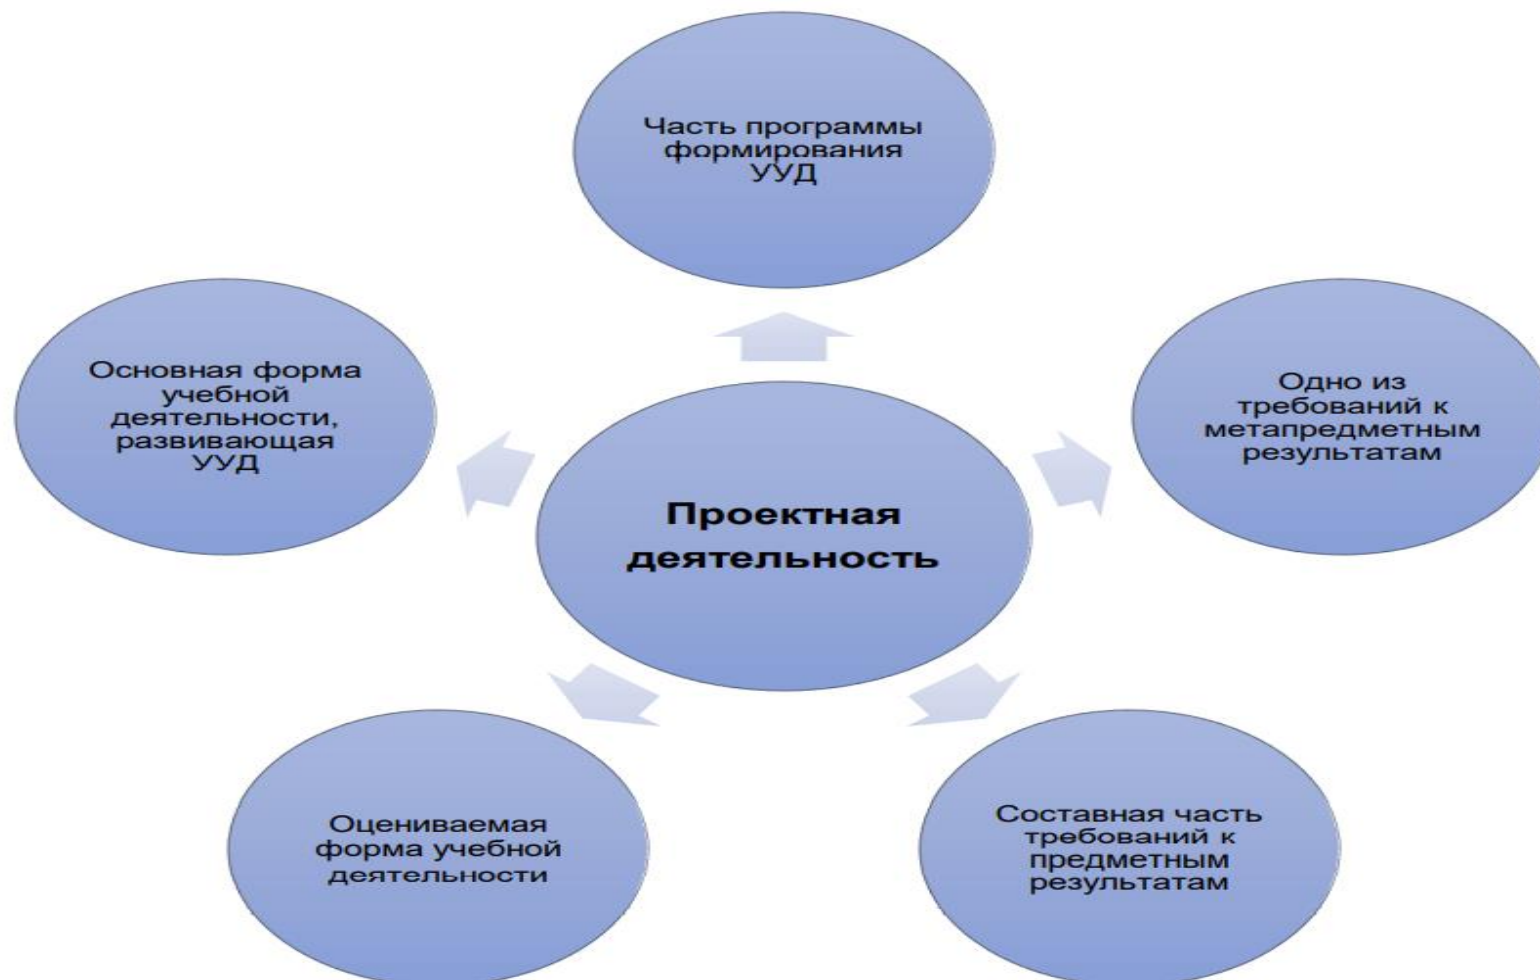 Часть программы
формирования
УУД
Основная форма
учебной
деятельности,
развивающая
УУД
Одно из
требований к
метапредметным
результатам
Проектная
деятельность
Оцениваемая
форма учебной
деятельности
Составная часть
требований к
предметным
результатам